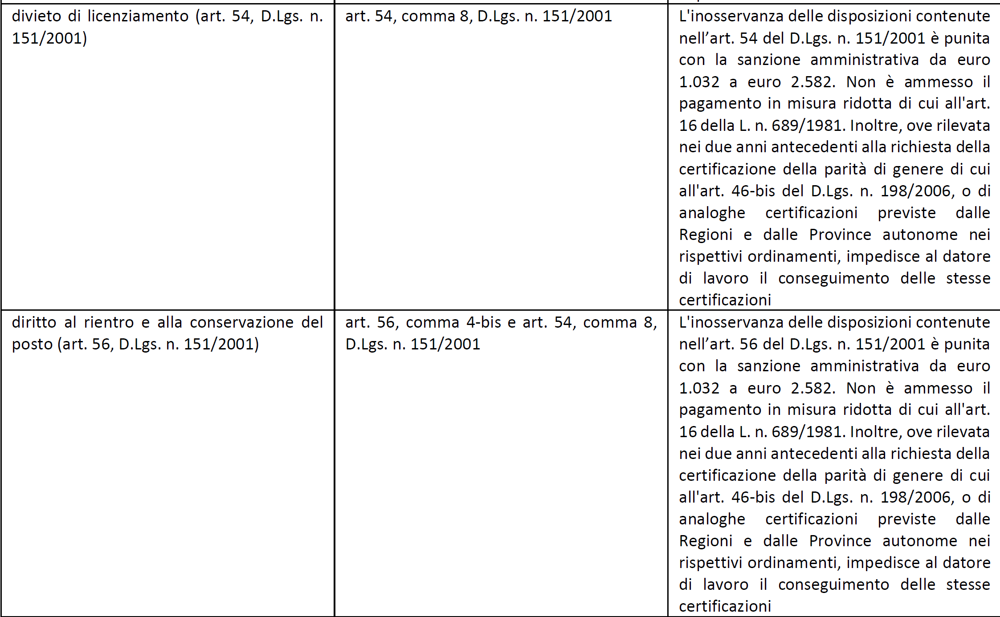 divieto di licenziamento (art. 54, D.Lgs. n.
151/2001)
art. 54, comma 8, D.Lgs. n. 151/2001
L'inosservanza delle disposizioni contenute
nell’art. 54 del D.Lgs. n. 151/2001 è punita
con la sanzione amministrativa da euro
1.032 a euro 2.582. Non è ammesso il
pagamento in misura ridotta di cui all'art.
16 della L. n. 689/1981. Inoltre, ove rilevata
nei due anni antecedenti alla richiesta della
certificazione della parità di genere di cui
all'art. 46-bis del D.Lgs. n. 198/2006, o di
analoghe certificazioni previste dalle
Regioni e dalle Province autonome nei
rispettivi ordinamenti, impedisce al datore
di lavoro il conseguimento delle stesse
certificazioni
diritto al rientro e alla conservazione del
posto (art. 56, D.Lgs. n. 151/2001)
art. 56, comma 4-bis e art. 54, comma 8,
D.Lgs. n. 151/2001
L'inosservanza delle disposizioni contenute
nell’art. 56 del D.Lgs. n. 151/2001 è punita
con la sanzione amministrativa da euro
1.032 a euro 2.582. Non è ammesso il
pagamento in misura ridotta di cui all'art.
16 della L. n. 689/1981. Inoltre, ove rilevata
nei due anni antecedenti alla richiesta della
certificazione della parità di genere di cui
all'art. 46-bis del D.Lgs. n. 198/2006, o di
analoghe certificazioni previste dalle
Regioni e dalle Province autonome nei
rispettivi ordinamenti, impedisce al datore
di lavoro il conseguimento delle stesse
certificazioni